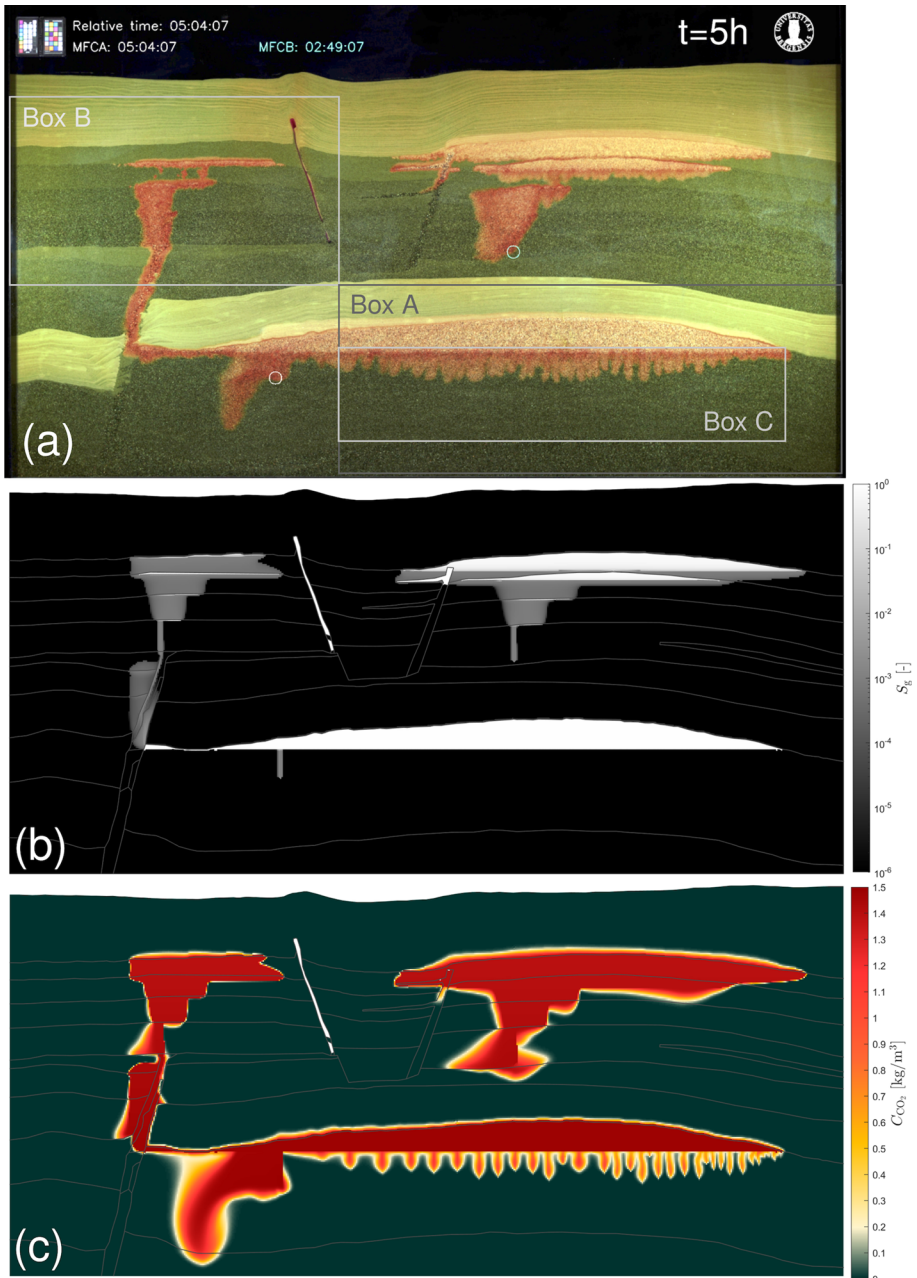 Relative time: 05:04:07
MFCA: 05:04:07 MFCB: 02:49:07
t=5h
UNIVERSITAS
BERGENSIS
Box B
Box A
Box C
(a)
10^0
10^-1
10^-2
10^-3
10^-4
10^-5
10^-6
S_g [-]
(b)
1.5
1.4
1.3
1.2
1.1
1
0.9
0.8
0.7
0.6
0.5
0.4
0.3
0.2
0.1
0
C_CO₂ [kg/m³]
(c)